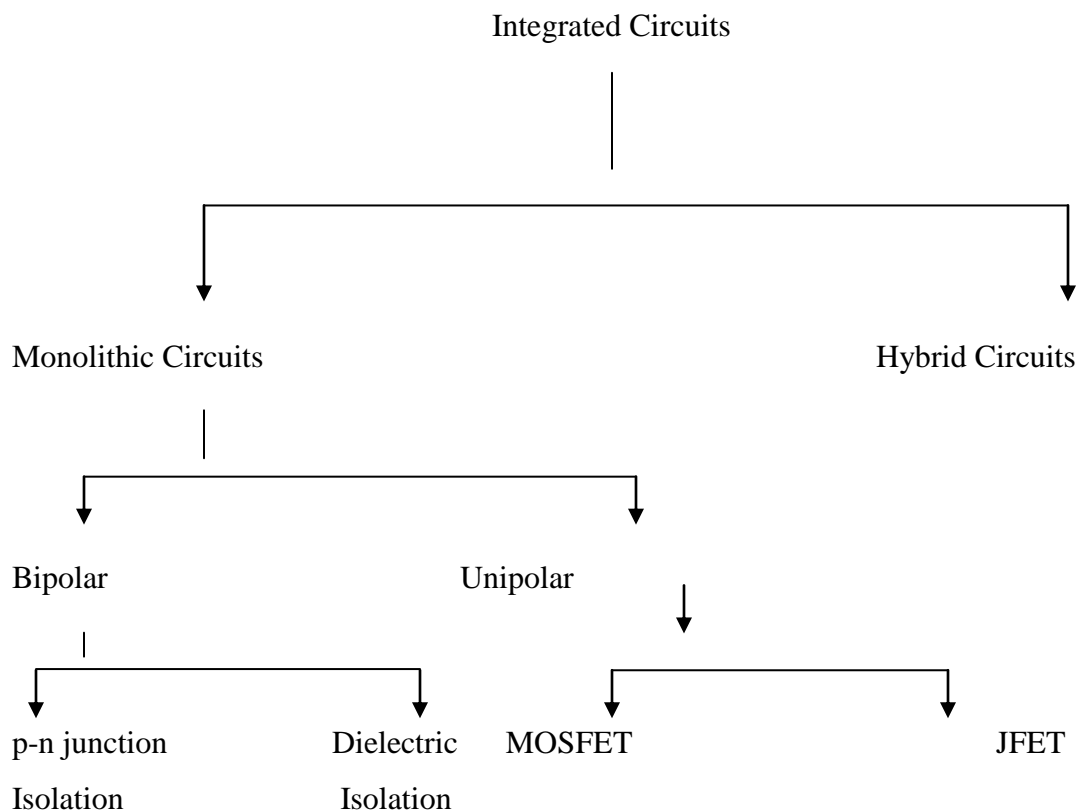 Integrated Circuits
Monolithic Circuits Hybrid Circuits
Bipolar Unipolar
p-n junction Dielectric MOSFET JFET
Isolation Isolation